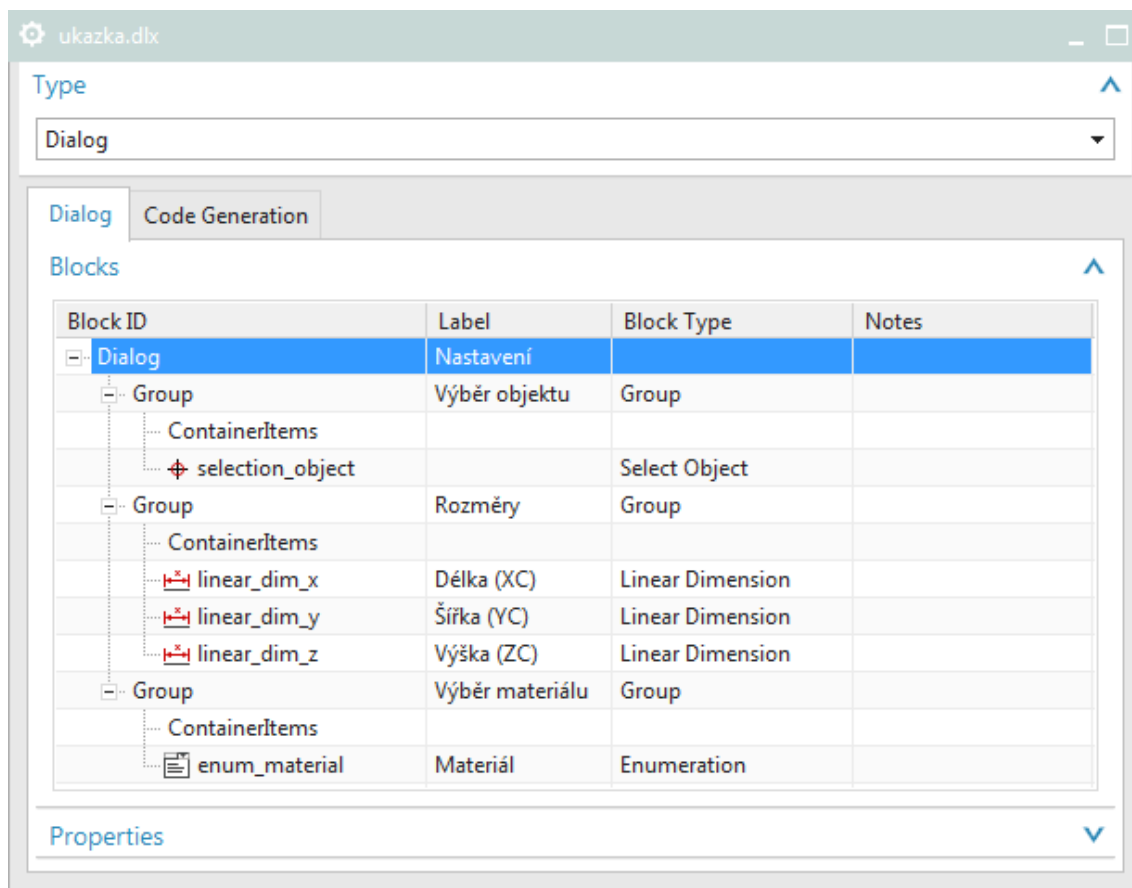 ukazka.dlx
Type
Dialog
Dialog Code Generation
Blocks
Block ID Label Block Type Notes
Dialog Nastavení
Group Výběr objektu Group
ContainerItems
selection_object Select Object
Group Rozměry Group
ContainerItems
linear_dim_x Délka (XC) Linear Dimension
linear_dim_y Šířka (YC) Linear Dimension
linear_dim_z Výška (ZC) Linear Dimension
Group Výběr materiálu Group
ContainerItems
enum_material Materiál Enumeration
Properties